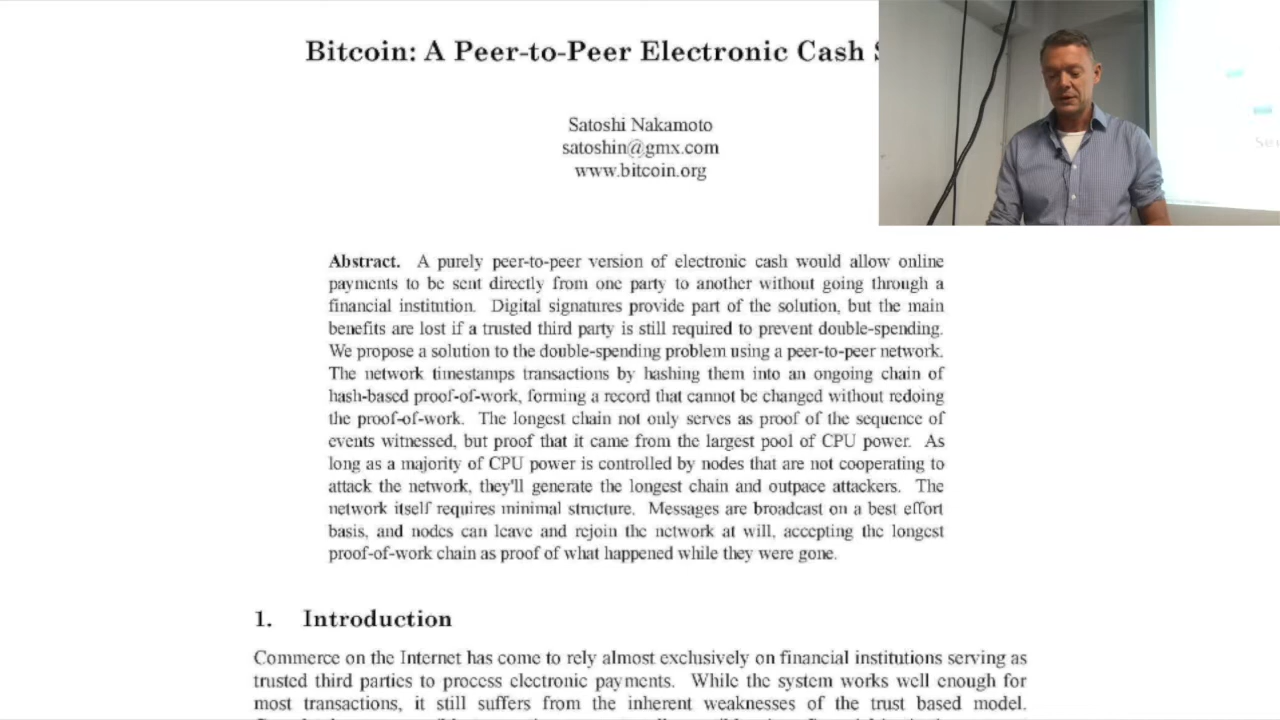 Bitcoin: A Peer-to-Peer Electronic Cash
Satoshi Nakamoto
satoshin@gmx.com
www.bitcoin.org
Abstract. A purely peer-to-peer version of electronic cash would allow online
payments to be sent directly from one party to another without going through a
financial institution. Digital signatures provide part of the solution, but the main
benefits are lost if a trusted third party is still required to prevent double-spending.
We propose a solution to the double-spending problem using a peer-to-peer network.
The network timestamps transactions by hashing them into an ongoing chain of
hash-based proof-of-work, forming a record that cannot be changed without redoing
the proof-of-work. The longest chain not only serves as proof of the sequence of
events witnessed, but proof that it came from the largest pool of CPU power. As
long as a majority of CPU power is controlled by nodes that are not cooperating to
attack the network, they'll generate the longest chain and outpace attackers. The
network itself requires minimal structure. Messages are broadcast on a best effort
basis, and nodes can leave and rejoin the network at will, accepting the longest
proof-of-work chain as proof of what happened while they were gone.
1. Introduction
Commerce on the Internet has come to rely almost exclusively on financial institutions serving as
trusted third parties to process electronic payments. While the system works well enough for
most transactions, it still suffers from the inherent weaknesses of the trust based model.